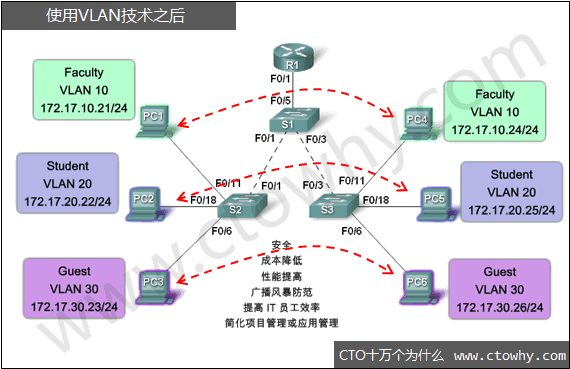 使用VLAN技术之后
R1
F0/1
F0/5
S1
F0/1
F0/3
Faculty
VLAN 10
172.17.10.21/24
PC1
PC4
Faculty
VLAN 10
172.17.10.24/24
Student
VLAN 20
172.17.20.22/24
PC2
F0/11
F0/18
F0/1
S2
F0/6
F0/3
F0/11
F0/18
S3
F0/6
PC5
Student
VLAN 20
172.17.20.25/24
Guest
VLAN 30
172.17.30.23/24
PC3
安全
成本降低
性能提高
广播风暴防范
提高 IT 员工效率
简化项目管理或应用管理
PC6
Guest
VLAN 30
172.17.30.26/24
www.ctowhy.com
CTO十万个为什么 www.ctowhy.com